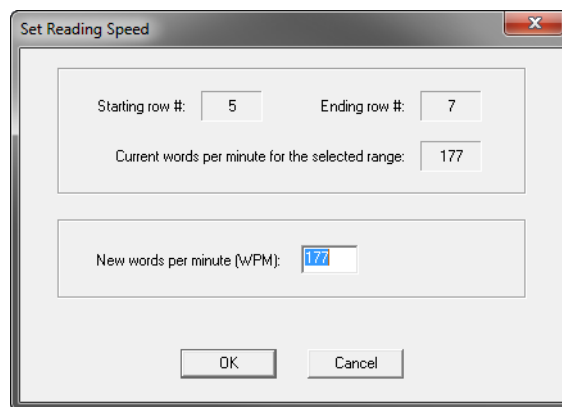 Set Reading Speed
Starting row #: 5 Ending row #: 7
Current words per minute for the selected range: 177
New words per minute (WPM): 177
OK Cancel